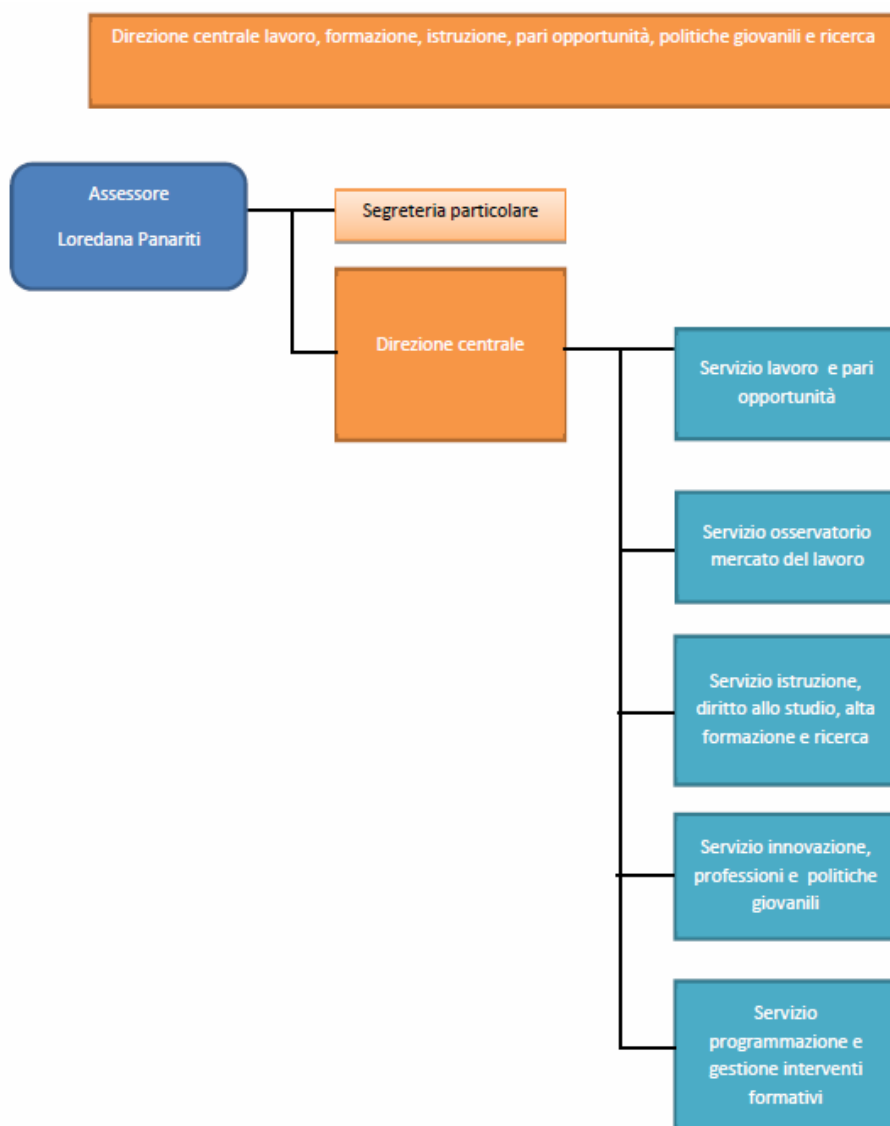 Direzione centrale lavoro, formazione, istruzione, pari opportunità, politiche giovanili e ricerca
Assessore
Loredana Panariti
Segreteria particolare
Direzione centrale
Servizio lavoro e pari
opportunità
Servizio osservatorio
mercato del lavoro
Servizio istruzione,
diritto allo studio, alta
formazione e ricerca
Servizio innovazione,
professioni e politiche
giovanili
Servizio
programmazione e
gestione interventi
formativi